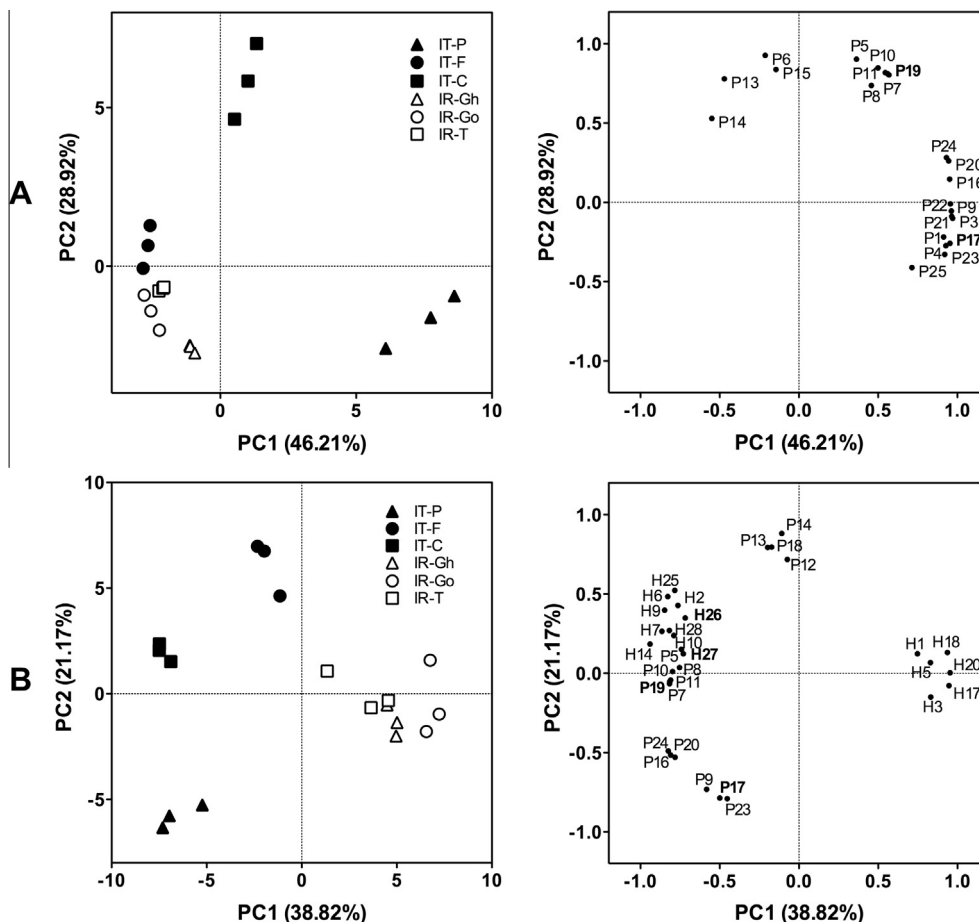 A
PC2 (28.92%)
5
0
0
5
10
PC1 (46.21%)
IT-P
IT-F
IT-C
IR-Gh
IR-Go
IR-T
PC2 (28.92%)
1.0
0.5
0.0
-0.5
-1.0
-1.0
-0.5
0.0
0.5
1.0
PC1 (46.21%)
P5
P6
P10
P15
P11
P19
P13
P8
P7
P14
P24
P20
P16
P22
P9
P21
P3
P1
P17
P4
P23
P25
B
PC2 (21.17%)
10
5
0
-5
-10
-5
0
5
10
PC1 (38.82%)
IT-P
IT-F
IT-C
IR-Gh
IR-Go
IR-T
PC2 (21.17%)
1.0
0.5
0.0
-0.5
-1.0
-1.0
-0.5
0.0
0.5
1.0
PC1 (38.82%)
P14
P13
P18
P12
H25
H6
H2
H9
H26
H7
H28
H10
H14
P5
H27
P10
P8
P19
P11
P7
H1
H18
H5
H20
H17
H3
P24
P20
P16
P9
P17
P23